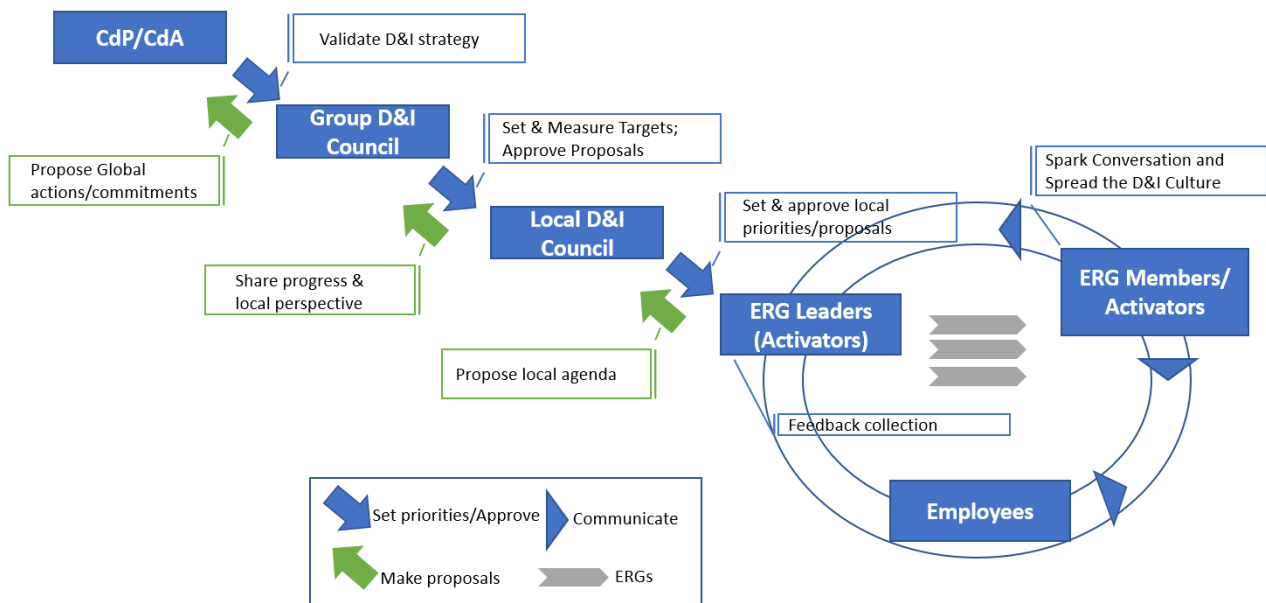 CdP/CdA
Validate D&I strategy
Group D&I
Council
Set & Measure Targets;
Approve Proposals
Propose Global
actions/commitments
Spark Conversation and
Spread the D&I Culture
Local D&I
Council
Set & approve local
priorities/proposals
Share progress &
local perspective
ERG Leaders
(Activators)
ERG Members/
Activators
Propose local agenda
Feedback collection
Employees
Set priorities/Approve
Communicate
Make proposals
ERGs